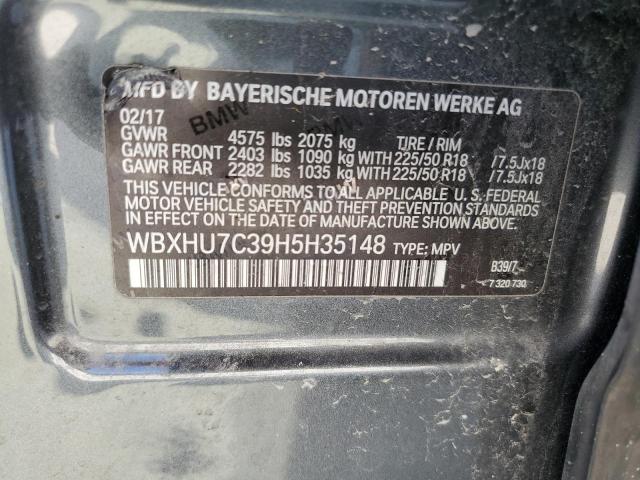 MFD BY BAYERISCHE MOTOREN WERKE AG
02/17
GVWR 4575 lbs 2075 kg TIRE / RIM
GAWR FRONT 2403 lbs 1090 kg WITH 225/50 R18 /7.5Jx18
GAWR REAR 2282 lbs 1035 kg WITH 225/50 R18 /7.5Jx18
THIS VEHICLE CONFORMS TO ALL APPLICABLE U. S. FEDERAL
MOTOR VEHICLE SAFETY, BUMPER, AND THEFT PREVENTION
STANDARDS IN EFFECT ON THE DATE OF MANUFACTURE SHOWN ABOVE.
WBXHU7C39H5H35148 TYPE: MPV
B39/7
7 320 730